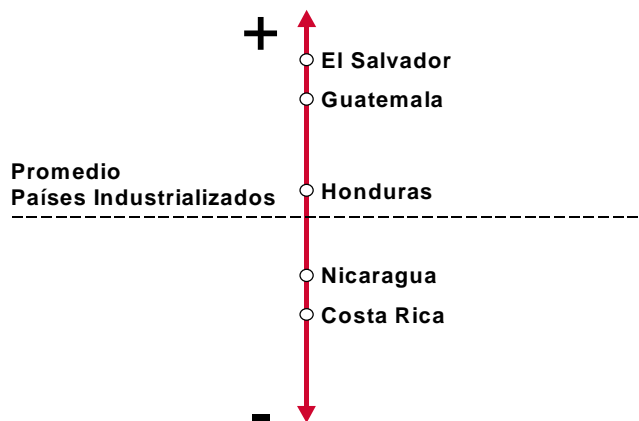 +
El Salvador
Guatemala
Promedio
Países Industrializados
Honduras
Nicaragua
Costa Rica
-